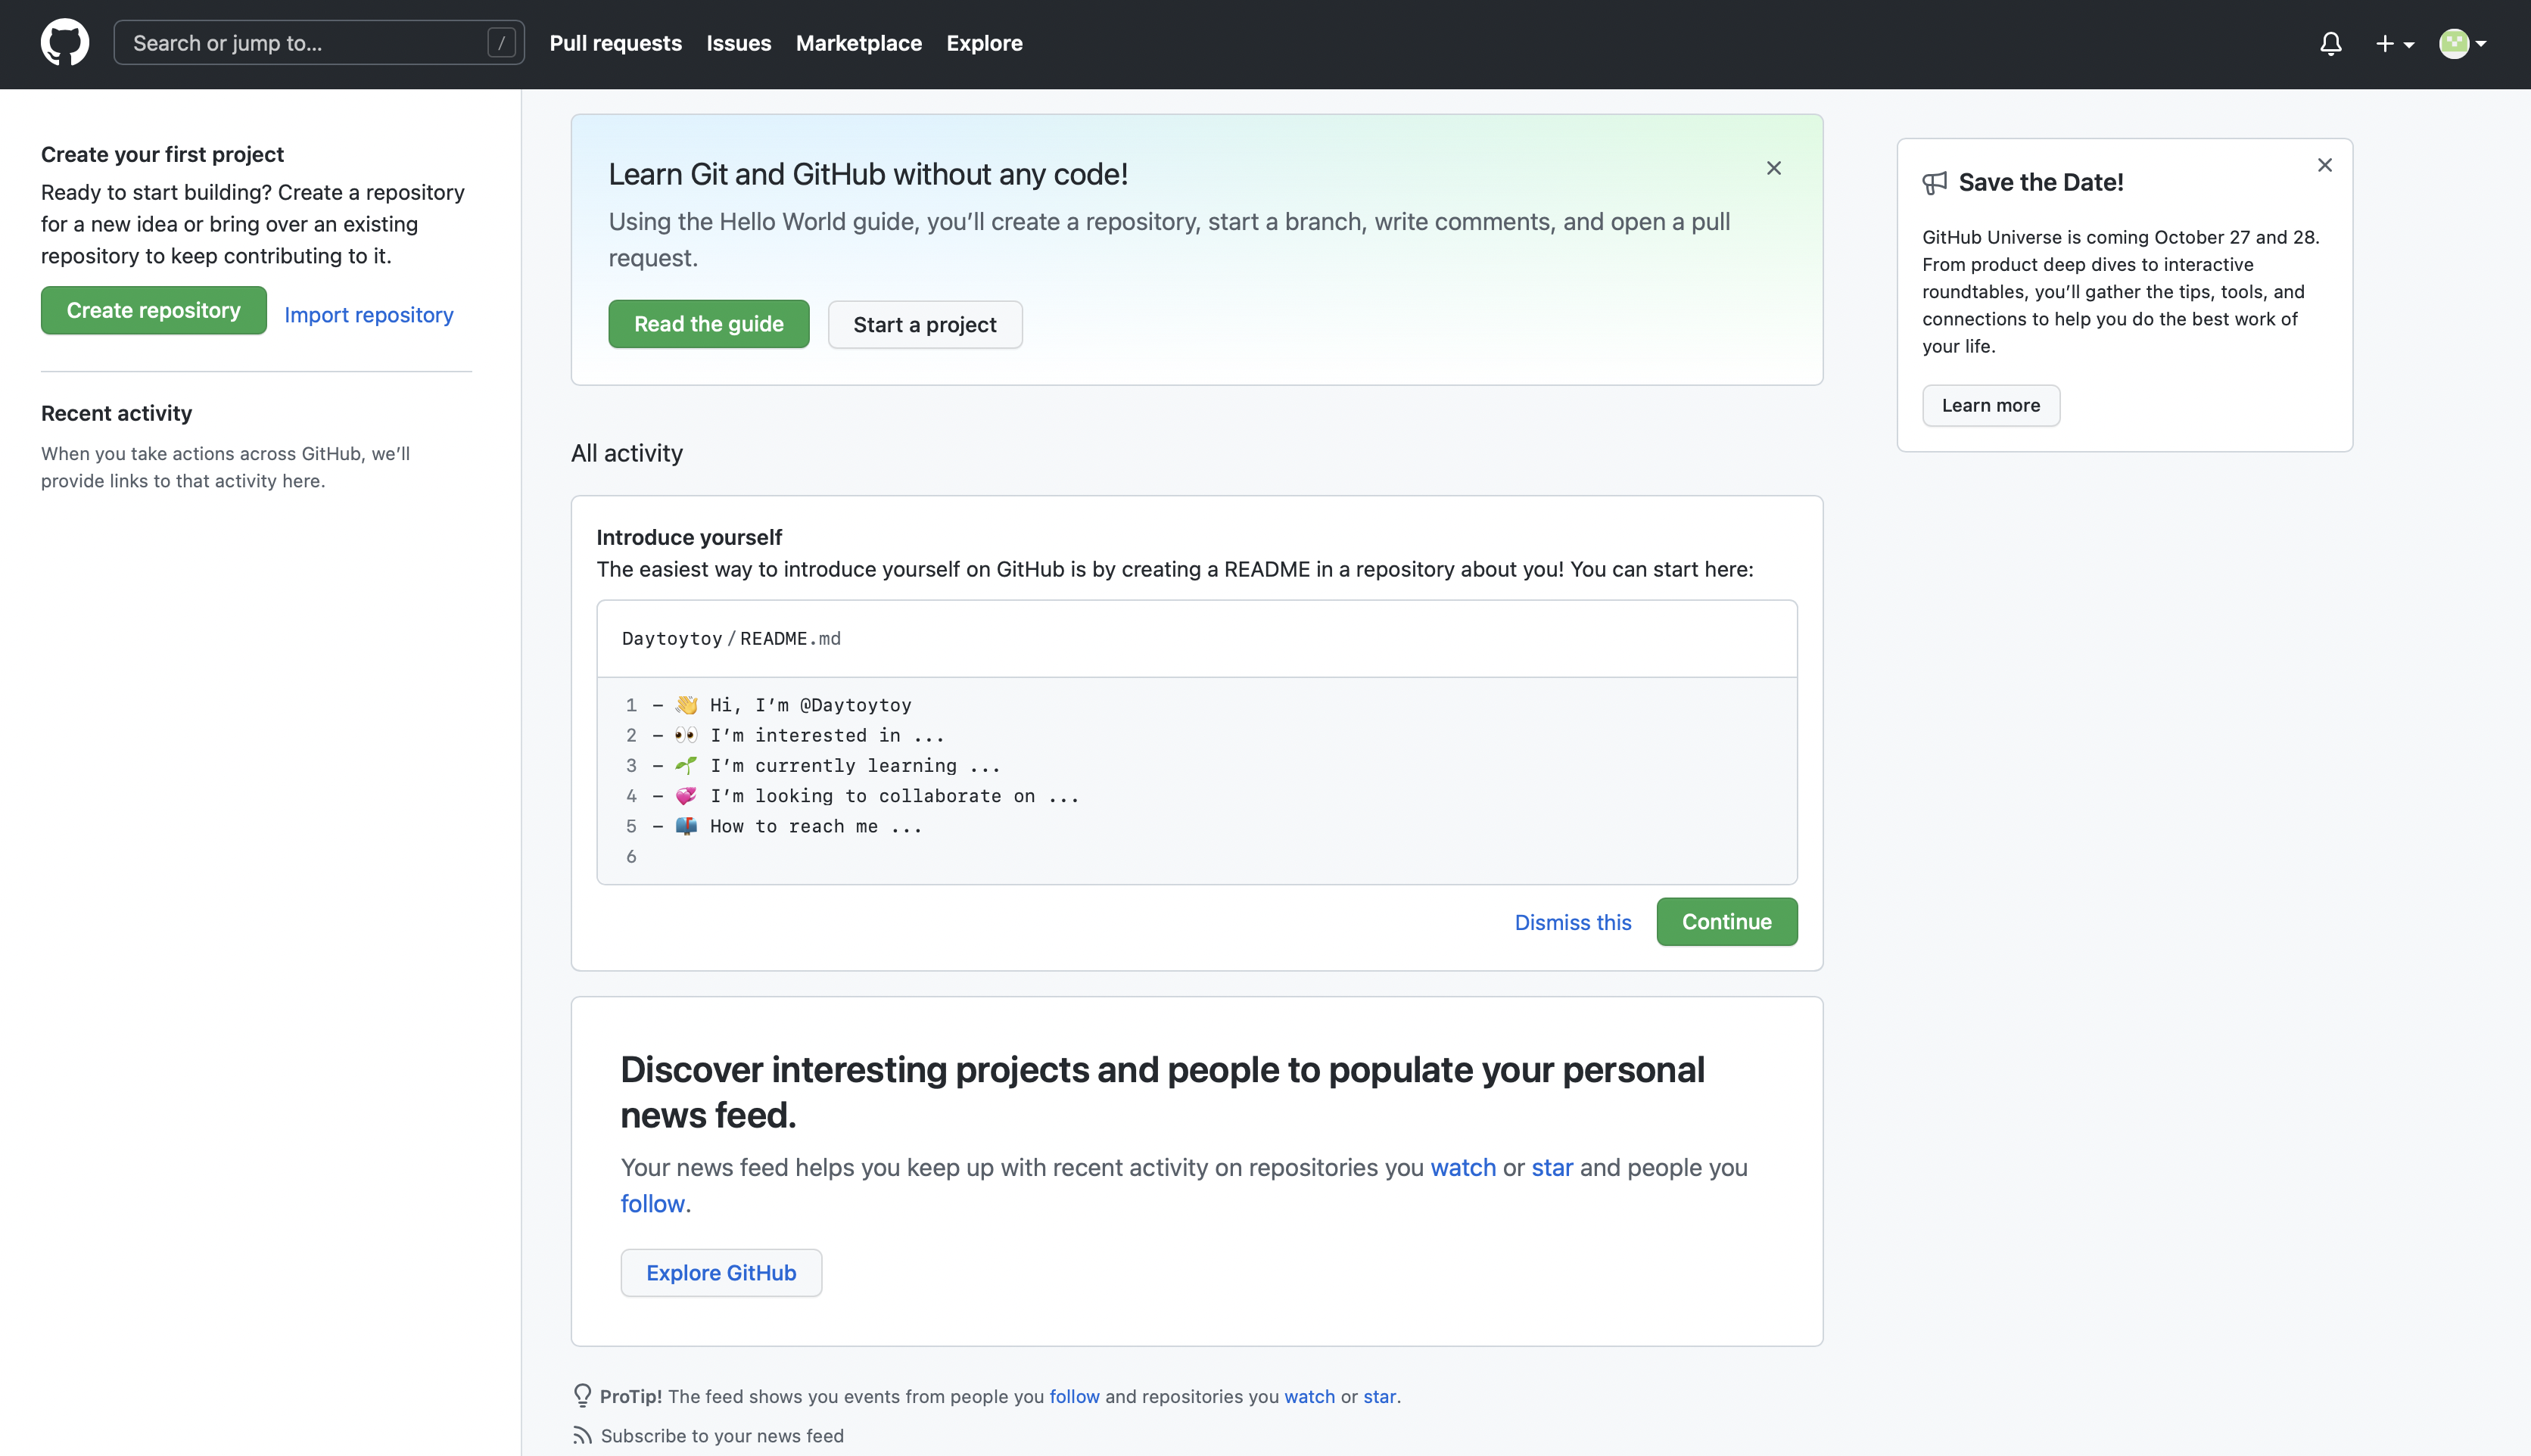 Search or jump to... /
Pull requests
Issues
Marketplace
Explore
Create your first project
Ready to start building? Create a repository
for a new idea or bring over an existing
repository to keep contributing to it.
Create repository
Import repository
Recent activity
When you take actions across GitHub, we’ll
provide links to that activity here.
Learn Git and GitHub without any code!
Using the Hello World guide, you’ll create a repository, start a branch, write comments, and open a pull
request.
Read the guide
Start a project
All activity
Introduce yourself
The easiest way to introduce yourself on GitHub is by creating a README in a repository about you! You can start here:
Daytoytoy/README.md
1 - 👋 Hi, I’m @Daytoytoy
2 - 👀 I’m interested in ...
3 - 🌱 I’m currently learning ...
4 - 💞️ I’m looking to collaborate on ...
5 - 📫 How to reach me ...
6
Dismiss this
Continue
Discover interesting projects and people to populate your personal
news feed.
Your news feed helps you keep up with recent activity on repositories you watch or star and people you
follow.
Explore GitHub
ProTip! The feed shows you events from people you follow and repositories you watch or star.
Subscribe to your news feed
Save the Date!
GitHub Universe is coming October 27 and 28.
From product deep dives to interactive
roundtables, you’ll gather the tips, tools, and
connections to help you do the best work of
your life.
Learn more